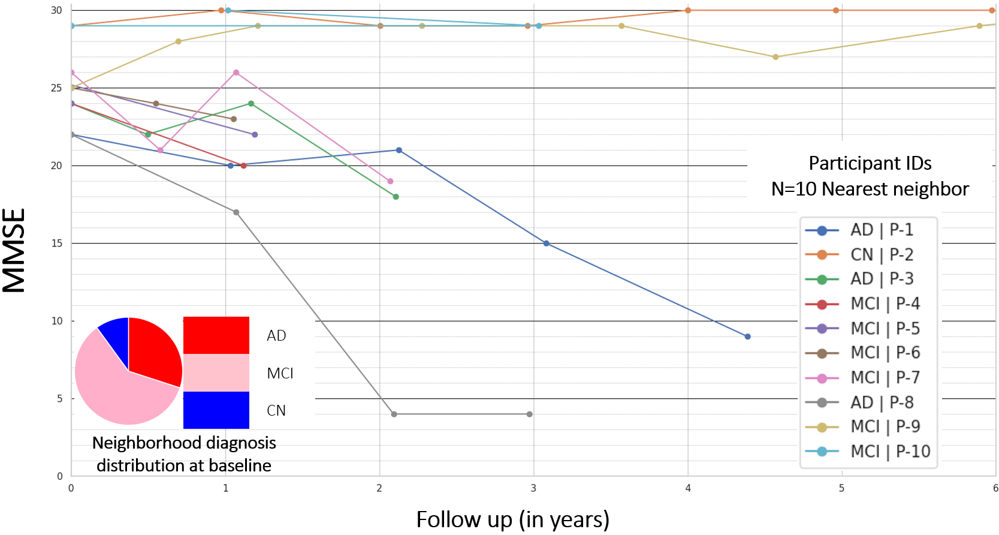 30
25
20
15
10
5
0
MMSE
0 1 2 3 4 5 6
Follow up (in years)
Participant IDs
N=10 Nearest neighbor
AD | P-1
CN | P-2
AD | P-3
MCI | P-4
MCI | P-5
MCI | P-6
MCI | P-7
AD | P-8
MCI | P-9
MCI | P-10
AD
MCI
CN
Neighborhood diagnosis
distribution at baseline